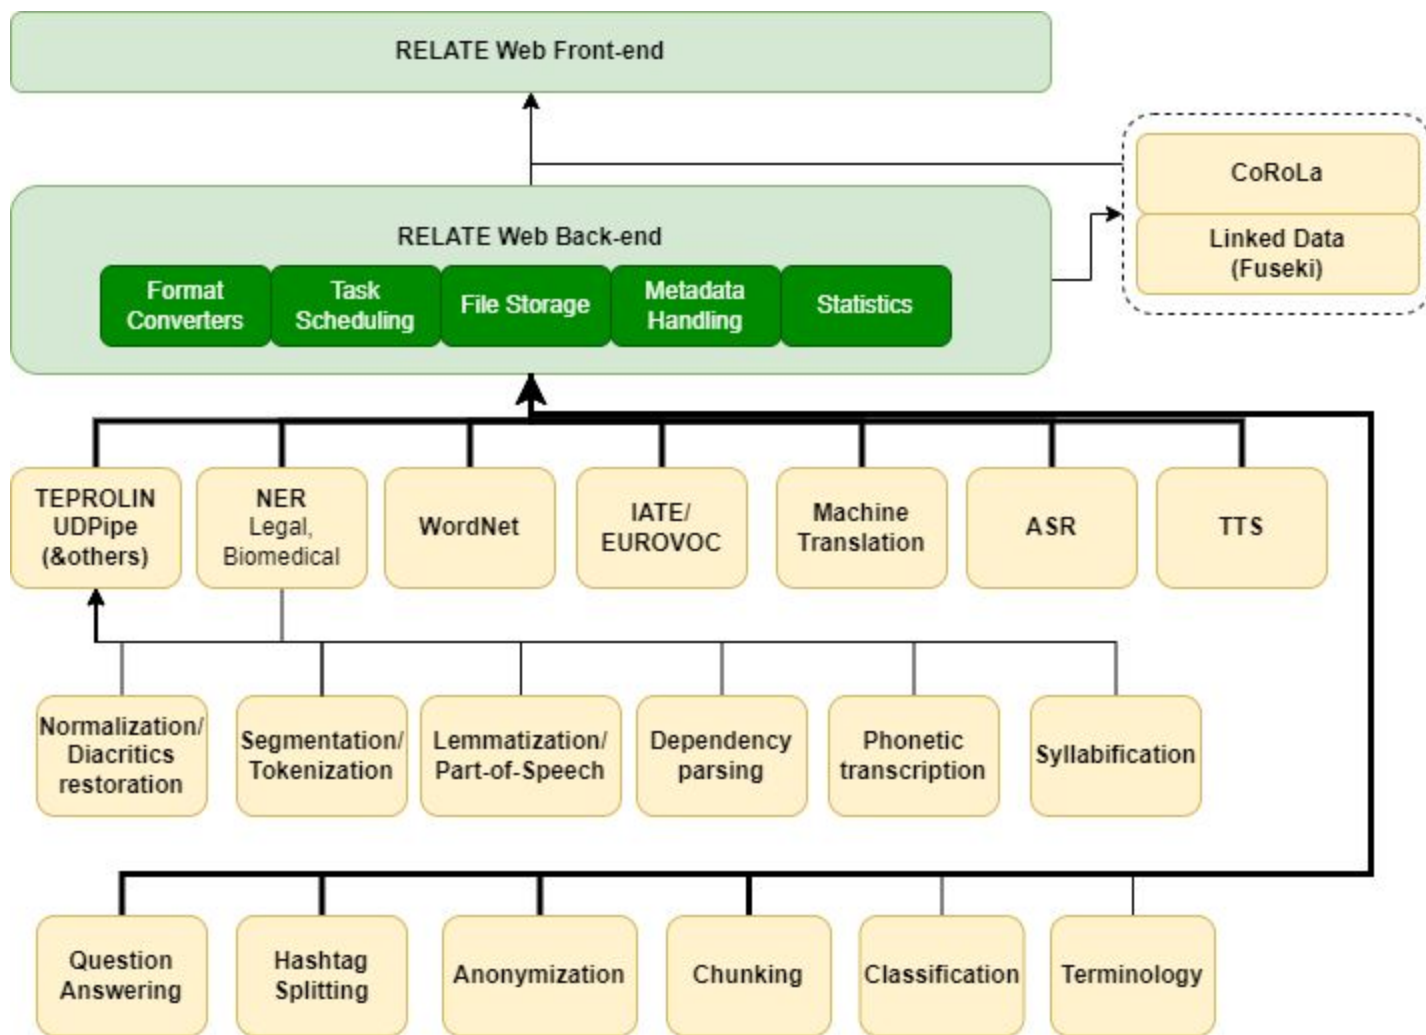 RELATE Web Front-end
CoRoLa
Linked Data
(Fuseki)
RELATE Web Back-end
Format
Converters
Task
Scheduling
File Storage
Metadata
Handling
Statistics
TEPROLIN
UDPipe
(&others)
NER
Legal,
Biomedical
WordNet
IATE/
EUROVOC
Machine
Translation
ASR
TTS
Normalization/
Diacritics
restoration
Segmentation/
Tokenization
Lemmatization/
Part-of-Speech
Dependency
parsing
Phonetic
transcription
Syllabification
Question
Answering
Hashtag
Splitting
Anonymization
Chunking
Classification
Terminology